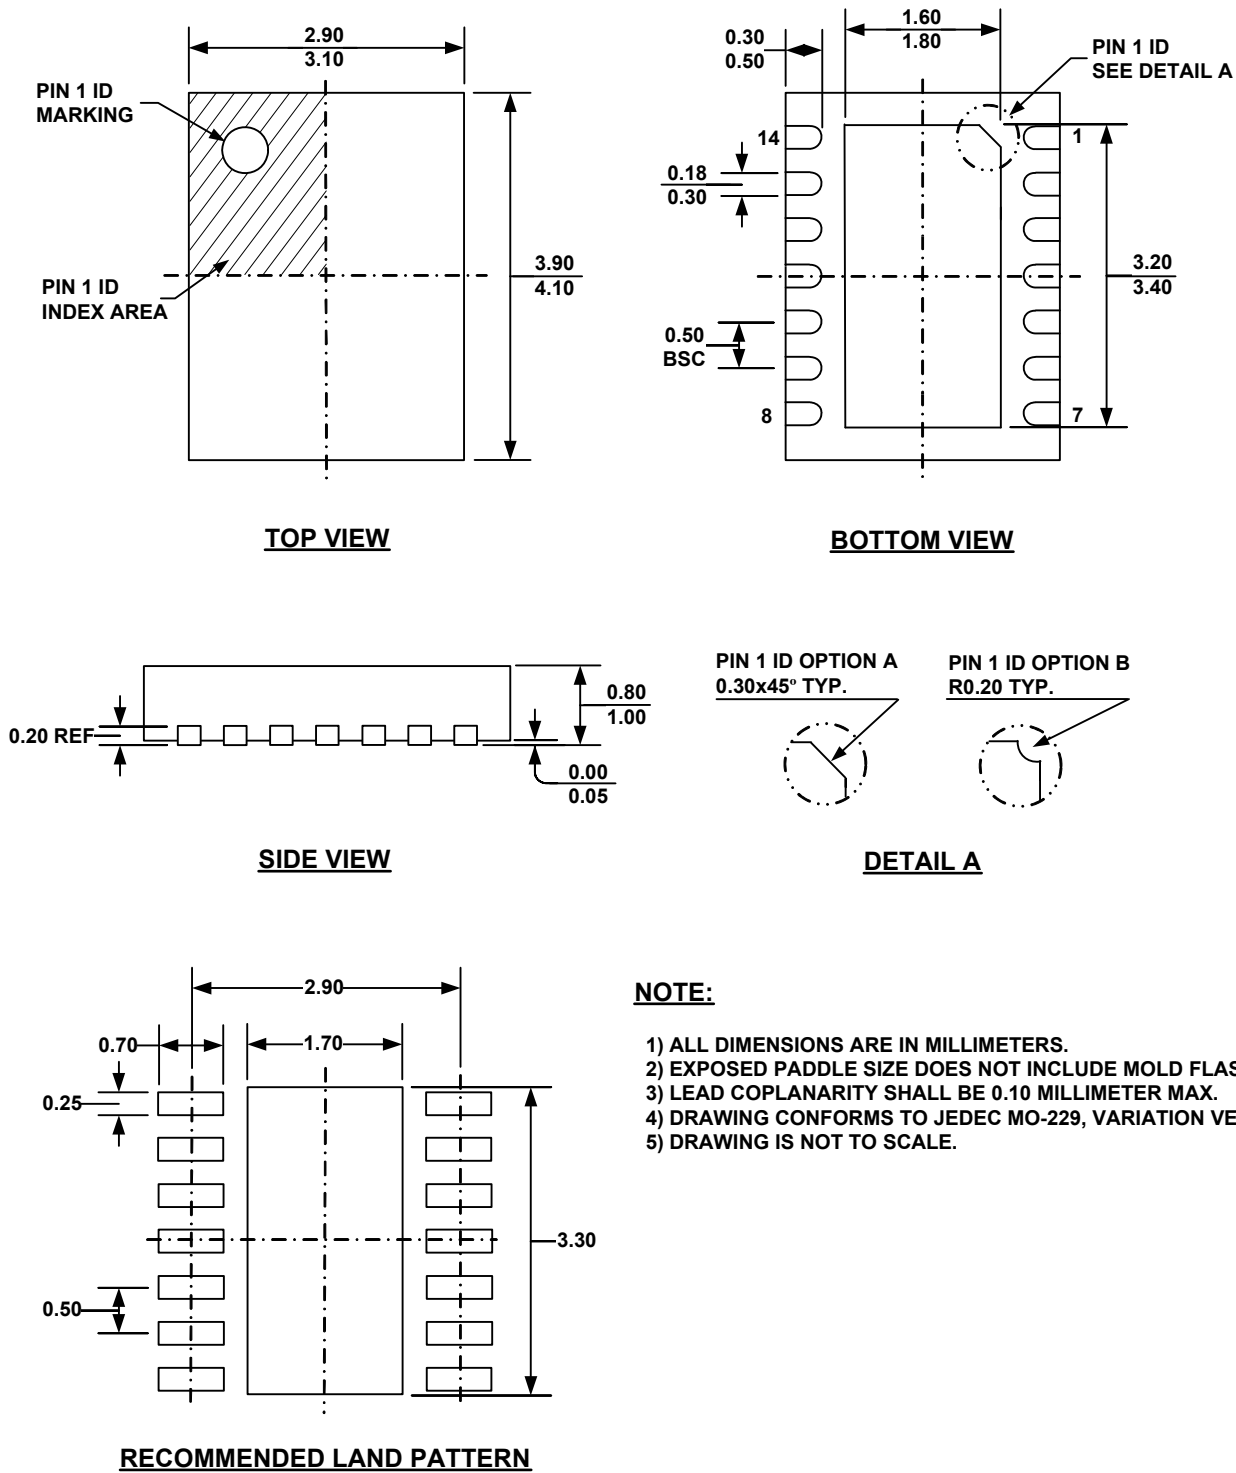 2.90
3.10
PIN 1 ID
MARKING
PIN 1 ID
INDEX AREA
3.90
4.10
TOP VIEW
0.30
0.50
1.60
1.80
PIN 1 ID
SEE DETAIL A
14
1
0.18
0.30
3.20
3.40
0.50
BSC
8
7
BOTTOM VIEW
0.20 REF
0.80
1.00
0.00
0.05
SIDE VIEW
PIN 1 ID OPTION A
0.30x45° TYP.
PIN 1 ID OPTION B
R0.20 TYP.
DETAIL A
2.90
0.70
1.70
0.25
0.50
3.30
RECOMMENDED LAND PATTERN
NOTE:
1) ALL DIMENSIONS ARE IN MILLIMETERS.
2) EXPOSED PADDLE SIZE DOES NOT INCLUDE MOLD FLAS
3) LEAD COPLANARITY SHALL BE 0.10 MILLIMETER MAX.
4) DRAWING CONFORMS TO JEDEC MO-229, VARIATION VE
5) DRAWING IS NOT TO SCALE.